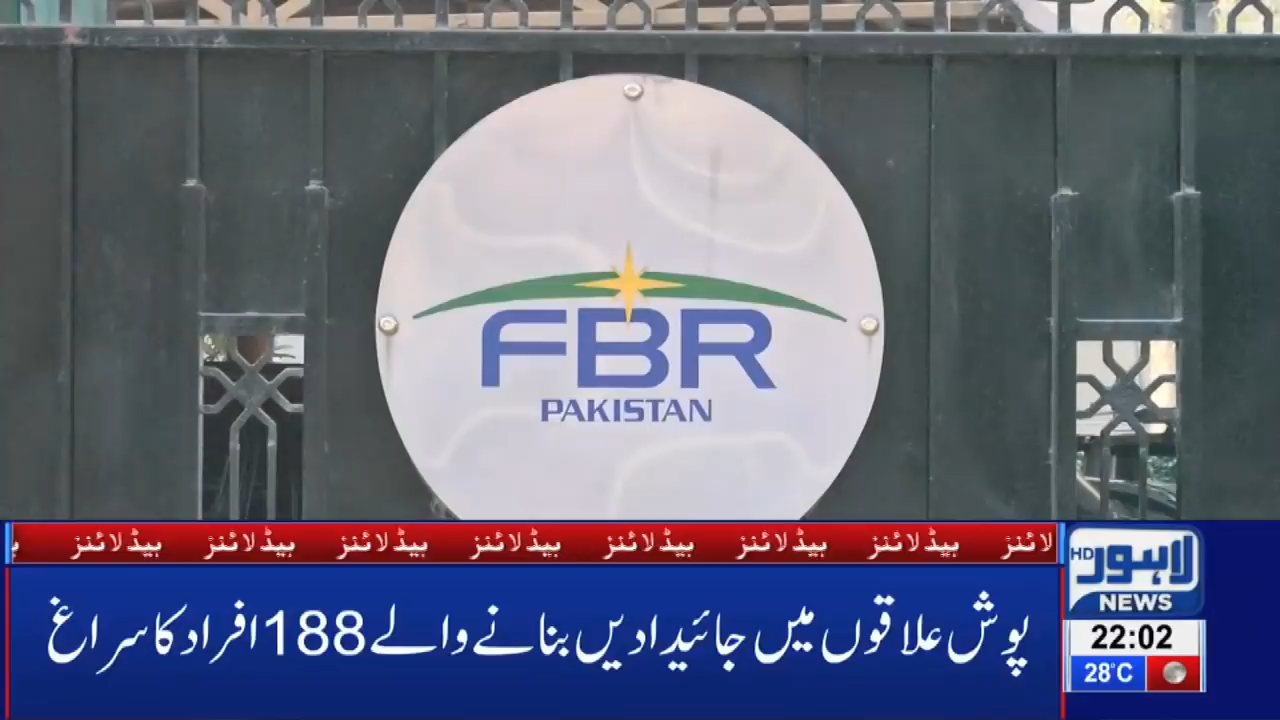 FBR
PAKISTAN
لائنز ہیڈلائنز ہیڈلائنز ہیڈلائنز ہیڈلائنز ہیڈلائنز ہیڈلائنز ہیڈلائنز
پوش علاقوں میں جائیدادیں بنانے والے 188 افراد کا سراغ
لاہور HD
NEWS
22:02
28°C